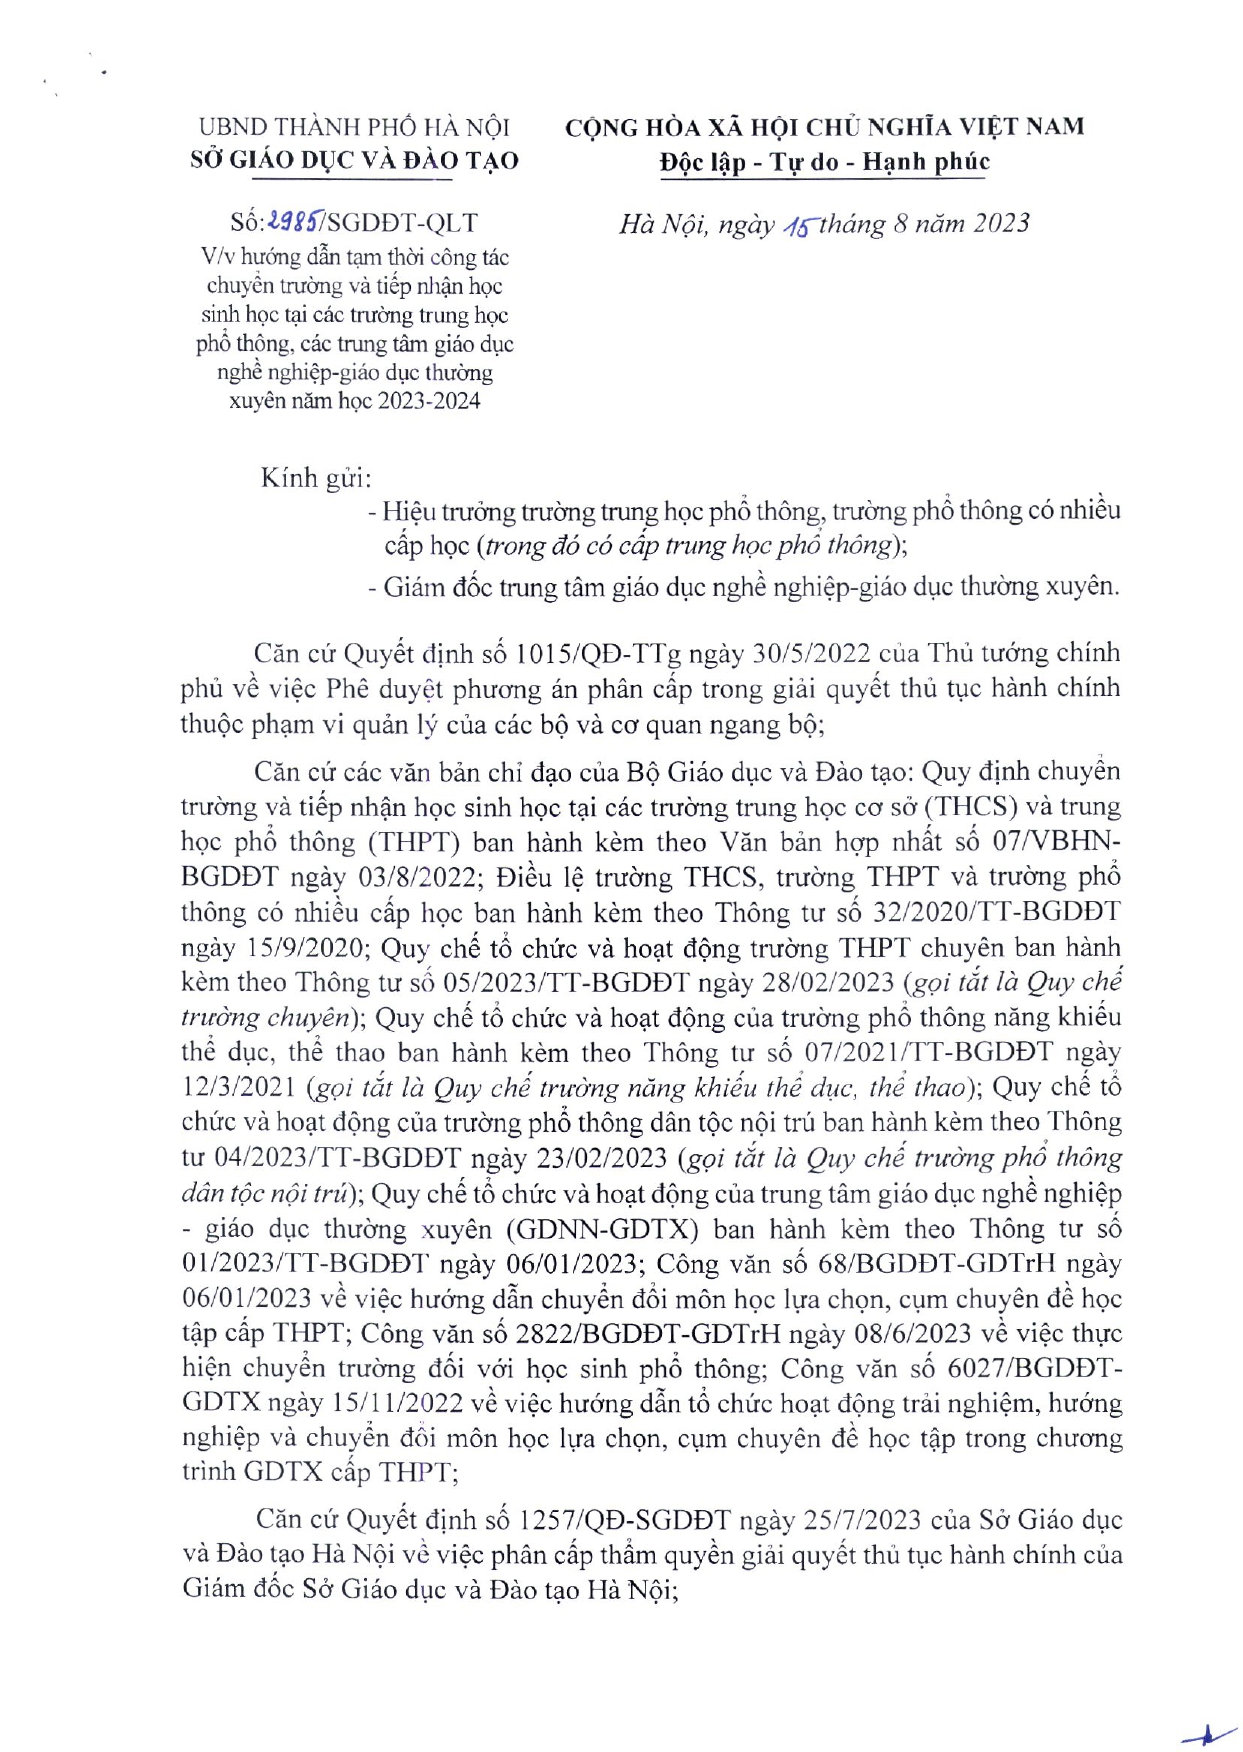 UBND THÀNH PHỐ HÀ NỘI
SỞ GIÁO DỤC VÀ ĐÀO TẠO
CỘNG HÒA XÃ HỘI CHỦ NGHĨA VIỆT NAM
Độc lập - Tự do - Hạnh phúc
Số:2985/SGDĐT-QLT
Hà Nội, ngày 15 tháng 8 năm 2023
V/v hướng dẫn tạm thời công tác
chuyển trường và tiếp nhận học
sinh học tại các trường trung học
phổ thông, các trung tâm giáo dục
nghề nghiệp-giáo dục thường
xuyên năm học 2023-2024
Kính gửi:
- Hiệu trưởng trường trung học phổ thông, trường phổ thông có nhiều
cấp học (trong đó có cấp trung học phổ thông);
- Giám đốc trung tâm giáo dục nghề nghiệp-giáo dục thường xuyên.
Căn cứ Quyết định số 1015/QĐ-TTg ngày 30/5/2022 của Thủ tướng chính
phủ về việc Phê duyệt phương án phân cấp trong giải quyết thủ tục hành chính
thuộc phạm vi quản lý của các bộ và cơ quan ngang bộ;
Căn cứ các văn bản chỉ đạo của Bộ Giáo dục và Đào tạo: Quy định chuyển
trường và tiếp nhận học sinh học tại các trường trung học cơ sở (THCS) và trung
học phổ thông (THPT) ban hành kèm theo Văn bản hợp nhất số 07/VBHN-
BGDĐT ngày 03/8/2022; Điều lệ trường THCS, trường THPT và trường phổ
thông có nhiều cấp học ban hành kèm theo Thông tư số 32/2020/TT-BGDĐT
ngày 15/9/2020; Quy chế tổ chức và hoạt động trường THPT chuyên ban hành
kèm theo Thông tư số 05/2023/TT-BGDĐT ngày 28/02/2023 (gọi tắt là Quy chế
trường chuyên); Quy chế tổ chức và hoạt động của trường phổ thông năng khiếu
thể dục, thể thao ban hành kèm theo Thông tư số 07/2021/TT-BGDĐT ngày
12/3/2021 (gọi tắt là Quy chế trường năng khiếu thể dục, thể thao); Quy chế tổ
chức và hoạt động của trường phổ thông dân tộc nội trú ban hành kèm theo Thông
tư 04/2023/TT-BGDĐT ngày 23/02/2023 (gọi tắt là Quy chế trường phổ thông
dân tộc nội trú); Quy chế tổ chức và hoạt động của trung tâm giáo dục nghề nghiệp
- giáo dục thường xuyên (GDNN-GDTX) ban hành kèm theo Thông tư số
01/2023/TT-BGDĐT ngày 06/01/2023; Công văn số 68/BGDĐT-GDTrH ngày
06/01/2023 về việc hướng dẫn chuyển đổi môn học lựa chọn, cụm chuyên đề học
tập cấp THPT; Công văn số 2822/BGDĐT-GDTrH ngày 08/6/2023 về việc thực
hiện chuyển trường đối với học sinh phổ thông; Công văn số 6027/BGDĐT-
GDTX ngày 15/11/2022 về việc hướng dẫn tổ chức hoạt động trải nghiệm, hướng
nghiệp và chuyển đổi môn học lựa chọn, cụm chuyên đề học tập trong chương
trình GDTX cấp THPT;
Căn cứ Quyết định số 1257/QĐ-SGDĐT ngày 25/7/2023 của Sở Giáo dục
và Đào tạo Hà Nội về việc phân cấp thẩm quyền giải quyết thủ tục hành chính của
Giám đốc Sở Giáo dục và Đào tạo Hà Nội;